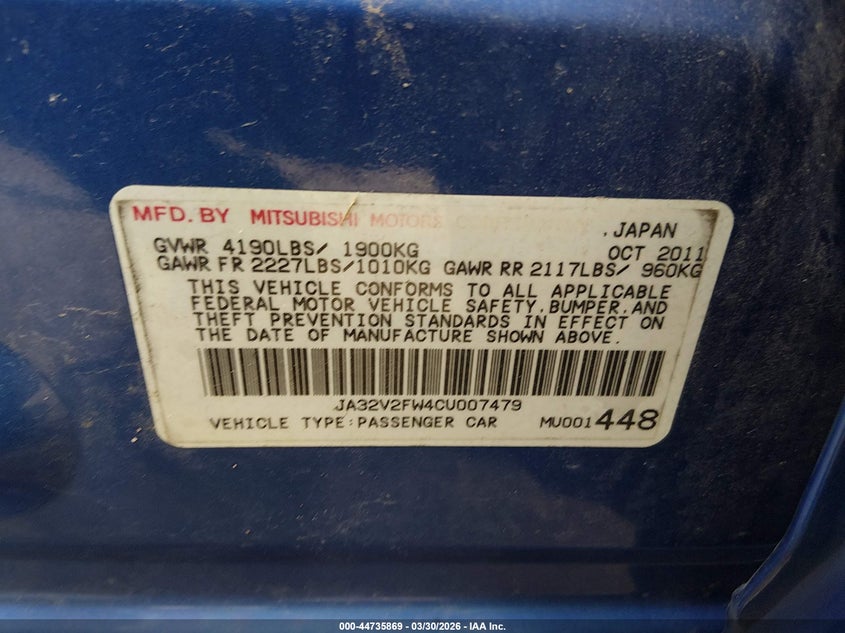 MFD. BY MITSUBISHI MOTORS CORPORATION
, JAPAN
GVWR 4190LBS/ 1900KG OCT 2011
GAWR FR 2227LBS/1010KG GAWR RR 2117LBS/ 960KG
THIS VEHICLE CONFORMS TO ALL APPLICABLE
FEDERAL MOTOR VEHICLE SAFETY, BUMPER, AND
THEFT PREVENTION STANDARDS IN EFFECT ON
THE DATE OF MANUFACTURE SHOWN ABOVE.
JA32V2FW4CU007479
VEHICLE TYPE:PASSENGER CAR MU001448
000-44735869 | 03/30/2026 | IAA Inc.